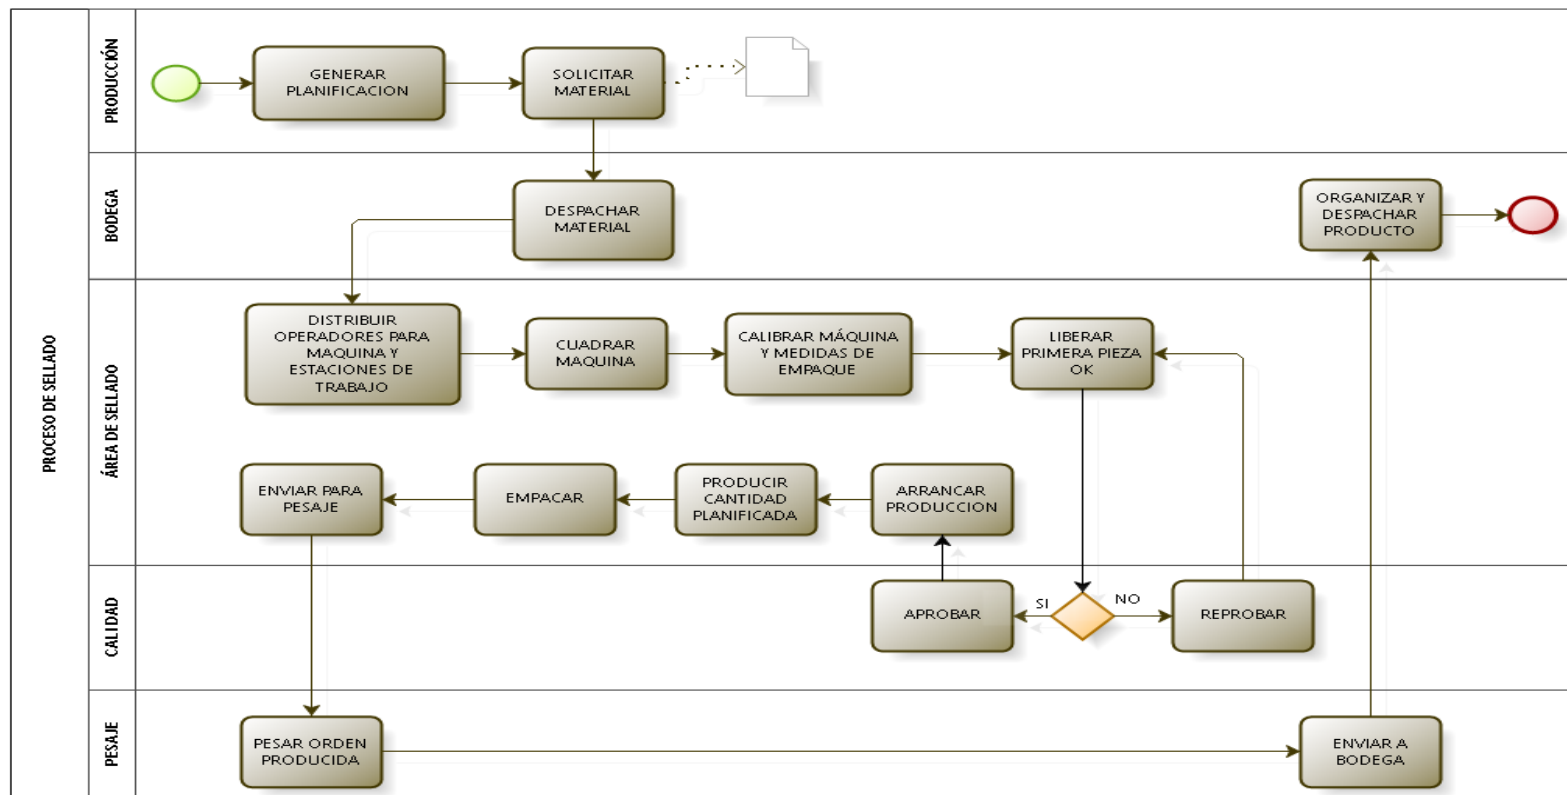 PROCESO DE SELLADO
PRODUCCIÓN
GENERAR
PLANIFICACION
SOLICITAR
MATERIAL
BODEGA
DESPACHAR
MATERIAL
ORGANIZAR Y
DESPACHAR
PRODUCTO
ÁREA DE SELLADO
DISTRIBUIR
OPERADORES PARA
MAQUINA Y
ESTACIONES DE
TRABAJO
CUADRAR
MAQUINA
CALIBRAR MÁQUINA
Y MEDIDAS DE
EMPAQUE
LIBERAR
PRIMERA PIEZA
OK
ENVIAR PARA
PESAJE
EMPACAR
PRODUCIR
CANTIDAD
PLANIFICADA
ARRANCAR
PRODUCCION
CALIDAD
APROBAR
SI
NO
REPROBAR
PESAJE
PESAR ORDEN
PRODUCIDA
ENVIAR A
BODEGA